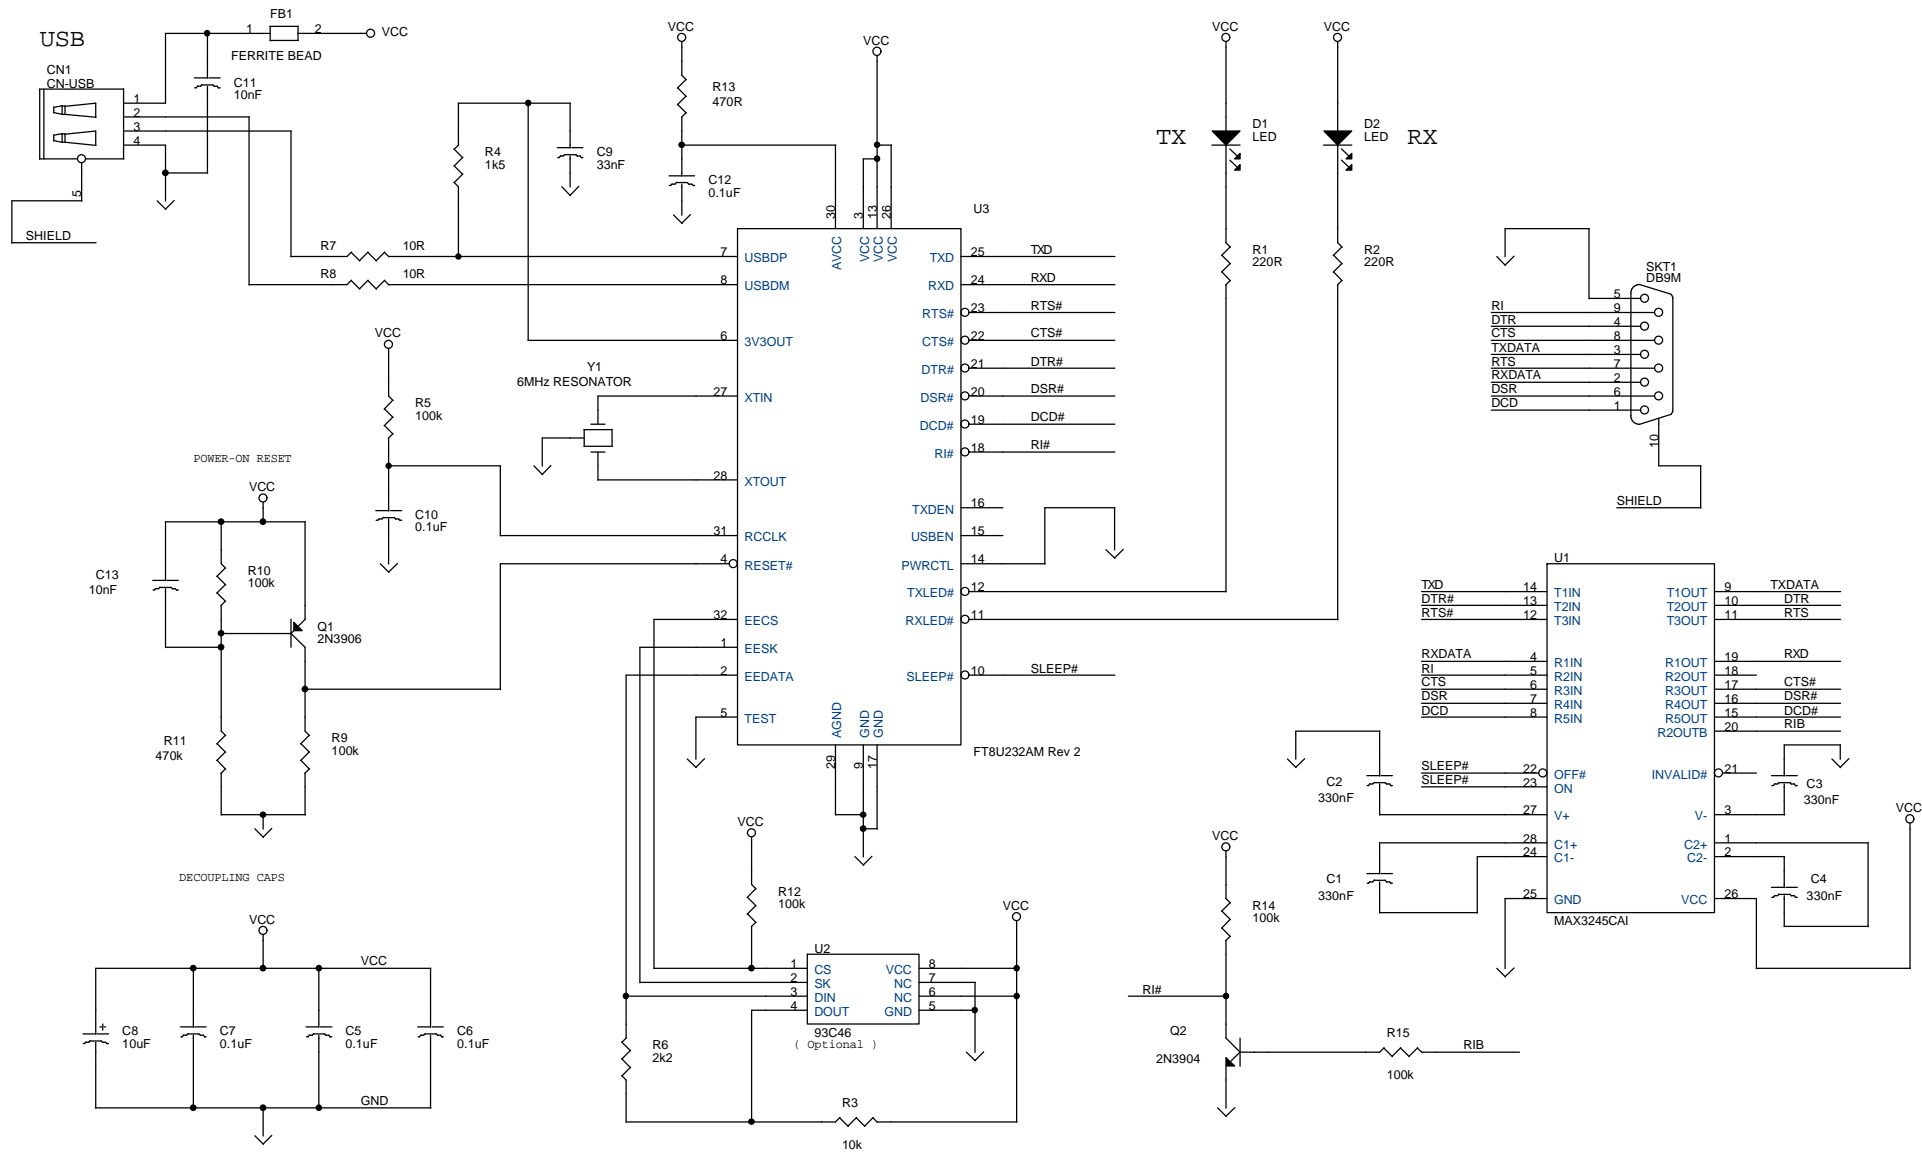 USB
CN1
CN-USB
1
2
3
4
5
SHIELD
FB1
1
2
VCC
FERRITE BEAD
C11
10nF
R4
1k5
C9
33nF
VCC
R13
470R
C12
0.1uF
VCC
R7
10R
R8
10R
VCC
R5
100k
C10
0.1uF
Y1
6MHz RESONATOR
POWER-ON RESET
VCC
C13
10nF
R10
100k
Q1
2N3906
R11
470k
R9
100k
DECOUPLING CAPS
VCC
VCC
C8
+
10uF
C7
0.1uF
C5
0.1uF
C6
0.1uF
GND
U3
30
3
13
26
AVCC
VCC
VCC
VCC
7
USBDP
8
USBDM
6
3V3OUT
27
XTIN
28
XTOUT
31
RCCLK
4
RESET#
32
EECS
1
EESK
2
EEDATA
5
TEST
TXD
25
TXD
RXD
24
RXD
RTS#
23
RTS#
CTS#
22
CTS#
DTR#
21
DTR#
DSR#
20
DSR#
DCD#
19
DCD#
RI#
18
RI#
TXDEN
16
USBEN
15
PWRCTL
14
TXLED#
12
RXLED#
11
SLEEP#
10
SLEEP#
AGND
GND
GND
29
9
17
FT8U232AM Rev 2
VCC
TX
D1
LED
R1
220R
VCC
D2
LED
RX
R2
220R
SKT1
DB9M
5
RI
9
DTR
4
CTS
8
TXDATA
3
RTS
7
RXDATA
2
DSR
6
DCD
1
10
SHIELD
U1
TXD
14
T1IN
DTR#
13
T2IN
RTS#
12
T3IN
RXDATA
4
R1IN
RI
5
R2IN
CTS
6
R3IN
DSR
7
R4IN
DCD
8
R5IN
SLEEP#
22
OFF#
SLEEP#
23
ON
27
V+
28
C1+
24
C1-
25
GND
T1OUT
9
TXDATA
T2OUT
10
DTR
T3OUT
11
RTS
R1OUT
19
RXD
R2OUT
18
R3OUT
17
CTS#
R4OUT
16
DSR#
R5OUT
15
DCD#
R2OUTB
20
RIB
INVALID#
21
V-
3
C2+
1
C2-
2
VCC
26
MAX3245CAI
C2
330nF
C1
330nF
C3
330nF
C4
330nF
VCC
VCC
R12
100k
VCC
U2
1
CS
2
SK
3
DIN
4
DOUT
VCC
8
NC
7
NC
6
GND
5
93C46
( Optional )
R6
2k2
R3
10k
VCC
R14
100k
RI#
Q2
2N3904
R15
100k
RIB